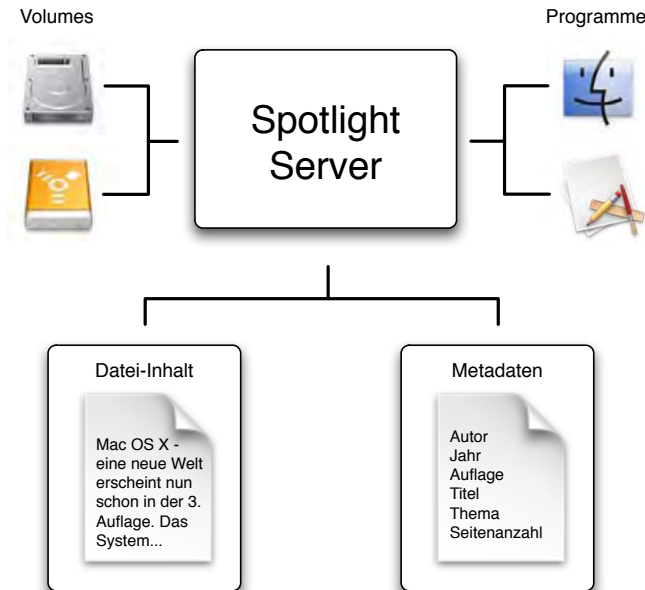 Volumes
Programme
Spotlight
Server
Datei-Inhalt
Mac OS X -
eine neue Welt
erscheint nun
schon in der 3.
Auflage. Das
System...
Metadaten
Autor
Jahr
Auflage
Titel
Thema
Seitenanzahl